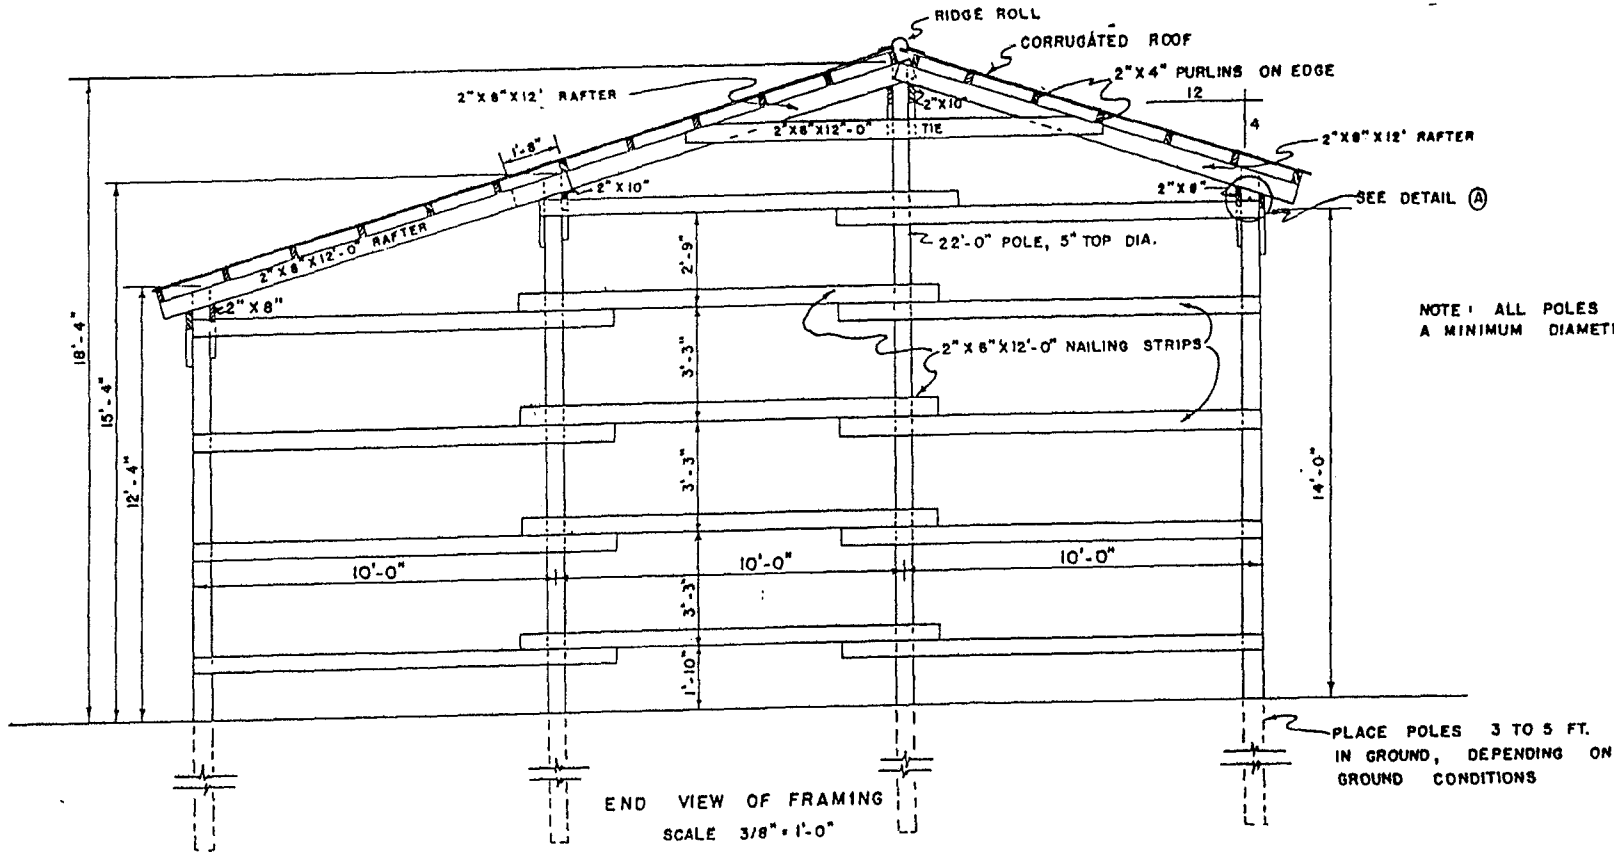 RIDGE ROLL
CORRUGATED ROOF
2"X4" PURLINS ON EDGE
12
4
2"X8"X12' RAFTER
2"X10"
2"X6"X12'-0" TIE
2"X8"X12' RAFTER
1'-8"
2"X10"
2"X8"
SEE DETAIL A
22'-0" POLE, 5" TOP DIA.
2"X8"X12'-0" RAFTER
2"X8"
2'-9"
NOTE: ALL POLES
A MINIMUM
2"X6"X12'-0" NAILING STRIPS
18'-4"
15'-4"
12'-4"
3'-3"
3'-3"
3'-3"
1'-10"
14'-0"
10'-0"
10'-0"
10'-0"
PLACE POLES 3 TO 5 FT.
IN GROUND, DEPENDING ON
GROUND CONDITIONS
END VIEW OF FRAMING
SCALE 3/8" = 1'-0"